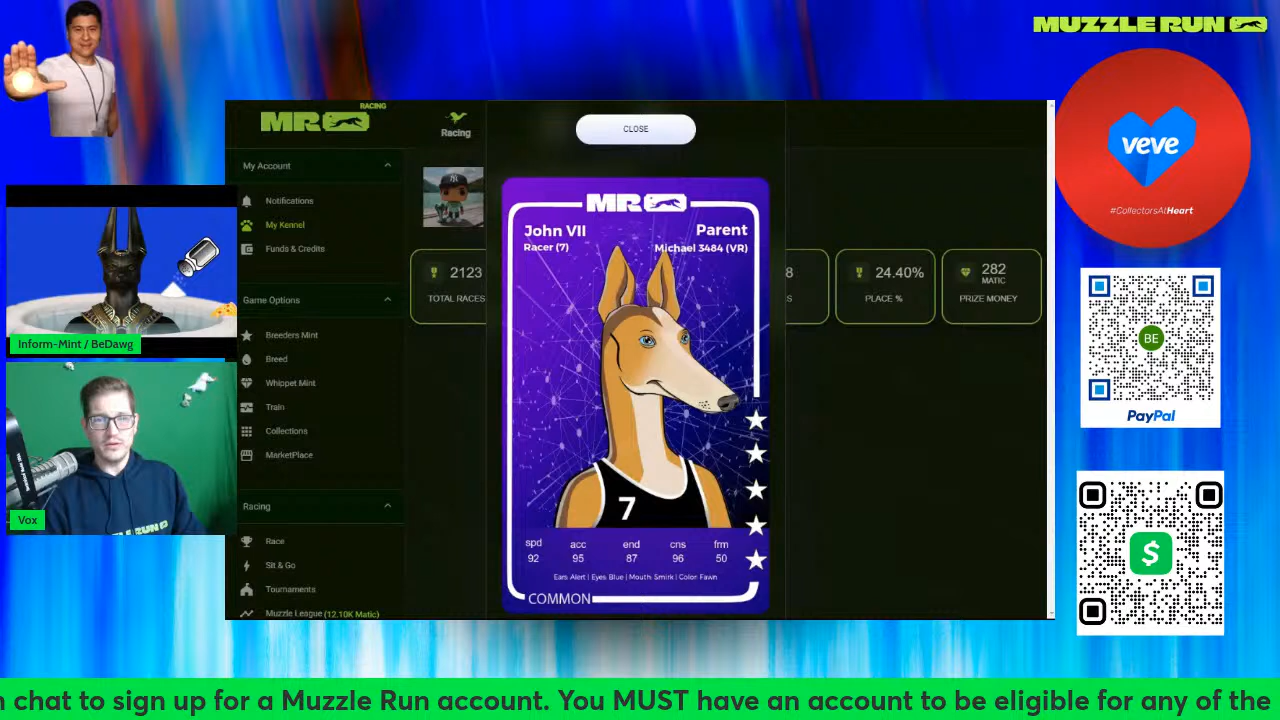 MUZZLE RUN
veve
#CollectorsAtHeart
BE
PayPal
$
Inform-Mint / BeDawg
Vox
MR RACING
Racing
CLOSE
My Account
Notifications
My Kennel
Funds & Credits
Game Options
Breeders Mint
Breed
Whippet Mint
Train
Collections
MarketPlace
Racing
Race
Sit & Go
Tournaments
Muzzle League (12.10K Matic)
2123
TOTAL RACES
8
S
24.40%
PLACE %
282
MATIC
PRIZE MONEY
MR
John VII
Parent
Racer (7)
Michael 3484 (VR)
7
spd acc end cns frm
92 95 87 96 50
Ears Alert | Eyes Blue | Mouth Smirk | Color Fawn
COMMON
n chat to sign up for a Muzzle Run account. You MUST have an account to be eligible for any of the